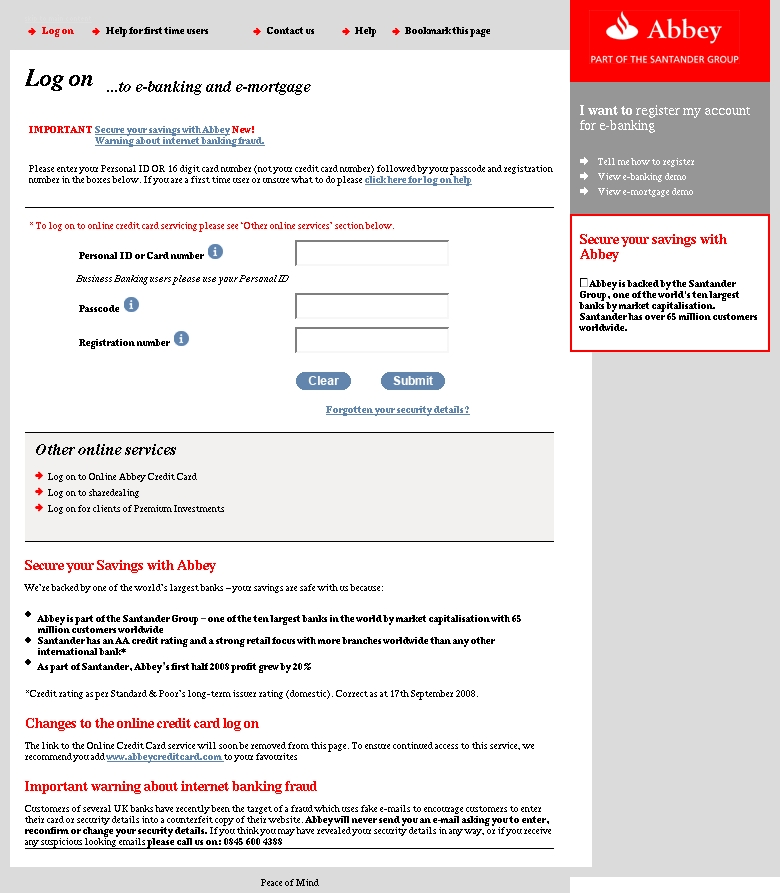 Log on
Help for first time users
Contact us
Help
Bookmark this page
Abbey
PART OF THE SANTANDER GROUP
Log on ...to e-banking and e-mortgage
IMPORTANT Secure your savings with Abbey New!
Warning about internet banking fraud.
Please enter your Personal ID OR 16 digit card number (not your credit card number) followed by your passcode and registration
number in the boxes below. If you are a first time user or unsure what to do please click here for log on help
* To log on to online credit card servicing please see 'Other online services' section below.
Personal ID or Card number i
Business Banking users please use your Personal ID
Passcode i
Registration number i
Clear
Submit
Forgotten your security details?
I want to register my account
for e-banking
Tell me how to register
View e-banking demo
View e-mortgage demo
Secure your savings with
Abbey
Abbey is backed by the Santander
Group, one of the world's ten largest
banks by market capitalisation.
Santander has over 65 million customers
worldwide.
Other online services
Log on to Online Abbey Credit Card
Log on to sharedealing
Log on for clients of Premium Investments
Secure your Savings with Abbey
We're backed by one of the world's largest banks – your savings are safe with us because:
Abbey is part of the Santander Group – one of the ten largest banks in the world by market capitalisation with 65
million customers worldwide
Santander has an AA credit rating and a strong retail focus with more branches worldwide than any other
international bank*
As part of Santander, Abbey's first half 2008 profit grew by 20%
*Credit rating as per Standard & Poor's long-term issuer rating (domestic). Correct as at 17th September 2008.
Changes to the online credit card log on
The link to the Online Credit Card service will soon be removed from this page. To ensure continued access to this service, we
recommend you add www.abbeycreditcard.com to your favourites
Important warning about internet banking fraud
Customers of several UK banks have recently been the target of a fraud which uses fake e-mails to encourage customers to enter
their card or security details into a counterfeit copy of their website. Abbey will never send you an e-mail asking you to enter,
reconfirm or change your security details. If you think you may have revealed your security details in any way, or if you receive
any suspicious looking emails please call us on: 0845 600 4388
Peace of Mind